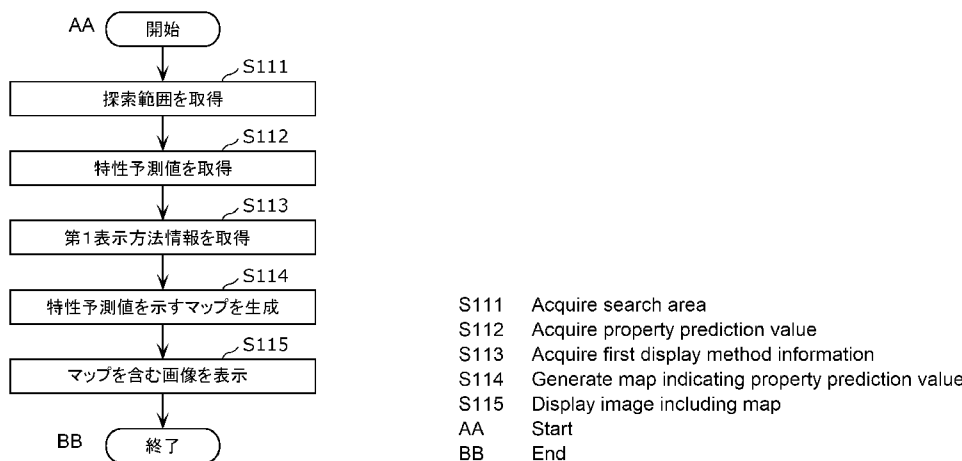 AA 開始
S111
探索範囲を取得
S112
特性予測値を取得
S113
第1表示方法情報を取得
S114
特性予測値を示すマップを生成
S115
マップを含む画像を表示
BB 終了
S111 Acquire search area
S112 Acquire property prediction value
S113 Acquire first display method information
S114 Generate map indicating property prediction value
S115 Display image including map
AA Start
BB End